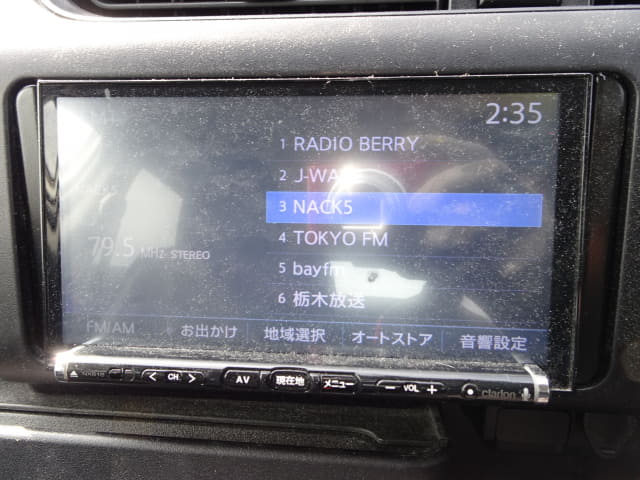 2:35
1 RADIO BERRY
2 J-WAVE
3 NACK5
4 TOKYO FM
5 bayfm
6 栃木放送
79.5 MHz STEREO
FM/AM お出かけ 地域選択 オートストア 音響設定
< CH. > AV 現在地 メニュー - VOL + clarion